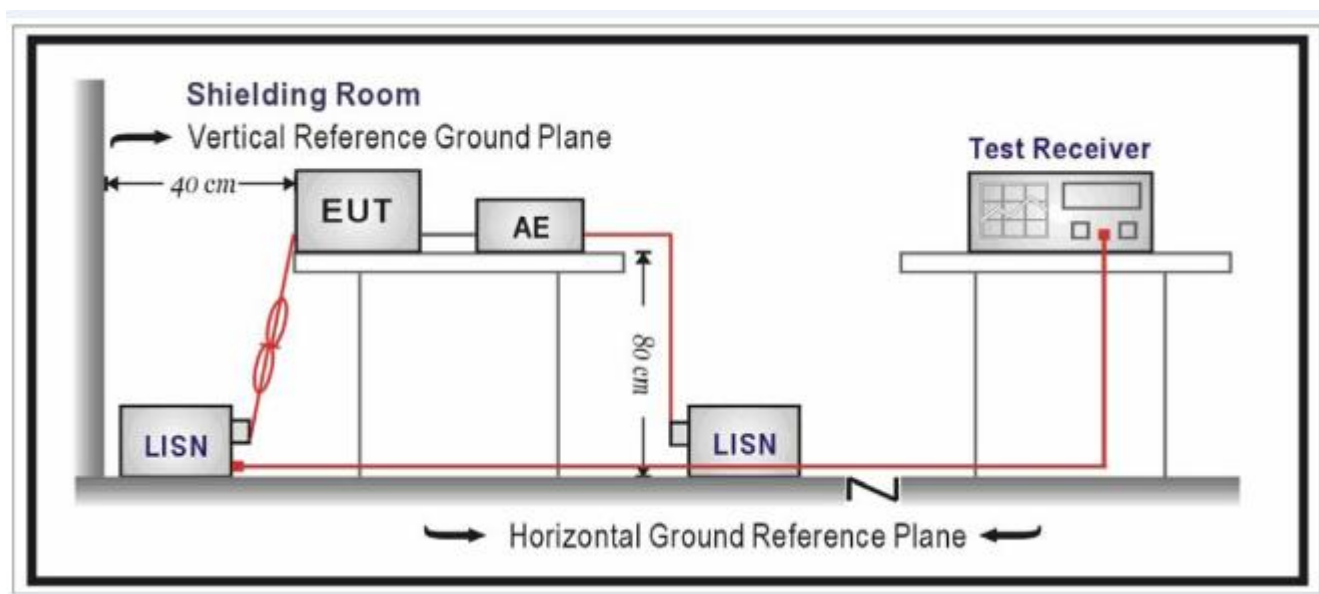 Shielding Room
Vertical Reference Ground Plane
40 cm
EUT
AE
Test Receiver
80 cm
LISN
LISN
Horizontal Ground Reference Plane